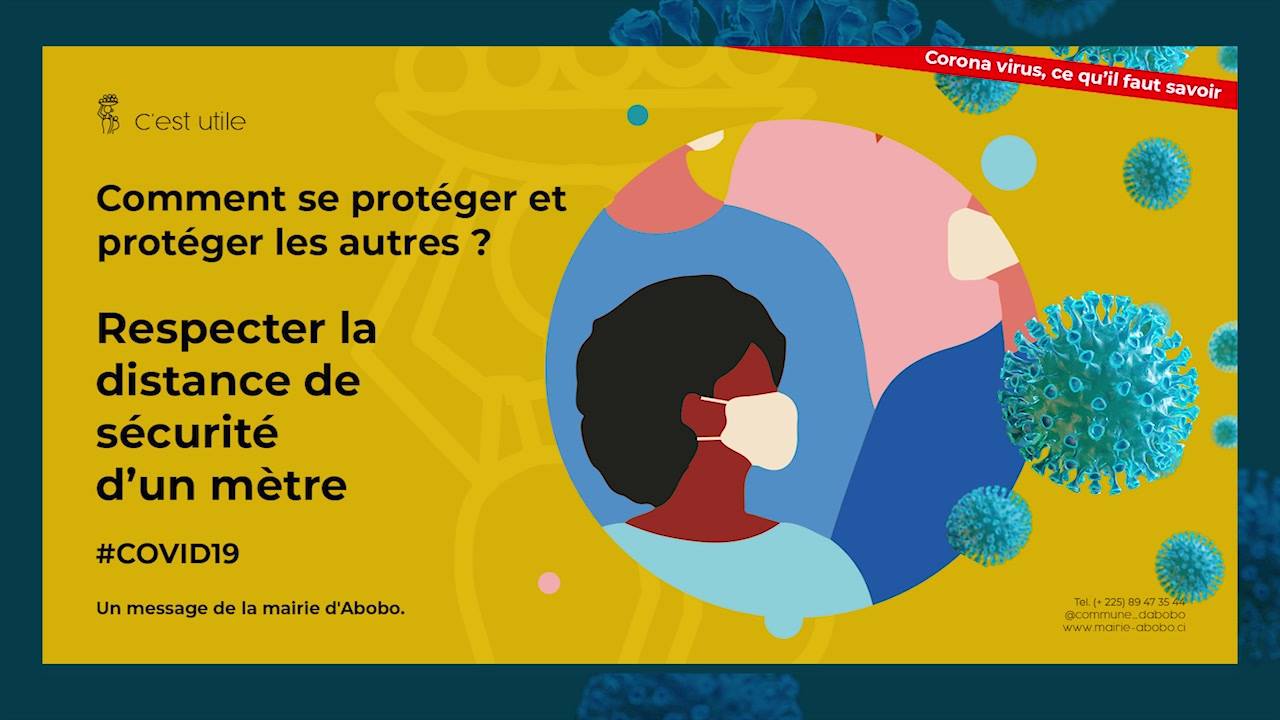 Corona virus, ce qu'il faut savoir
C'est utile
Comment se protéger et
protéger les autres ?
Respecter la
distance de
sécurité
d'un mètre
#COVID19
Un message de la mairie d'Abobo.
Tel. (+ 225) 89 47 35 44
@commune_dabobo
www.mairie-abobo.ci